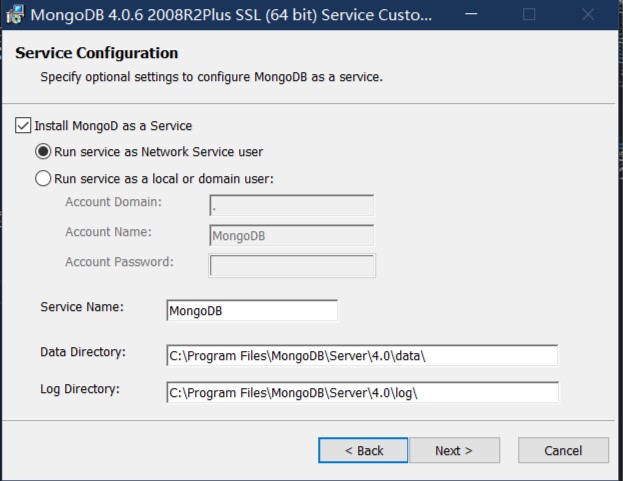 MongoDB 4.0.6 2008R2Plus SSL (64 bit) Service Custo...
Service Configuration
Specify optional settings to configure MongoDB as a service.
Install MongoD as a Service
Run service as Network Service user
Run service as a local or domain user:
Account Domain: .
Account Name: MongoDB
Account Password:
Service Name: MongoDB
Data Directory: C:\Program Files\MongoDB\Server\4.0\data\
Log Directory: C:\Program Files\MongoDB\Server\4.0\log\
< Back Next > Cancel